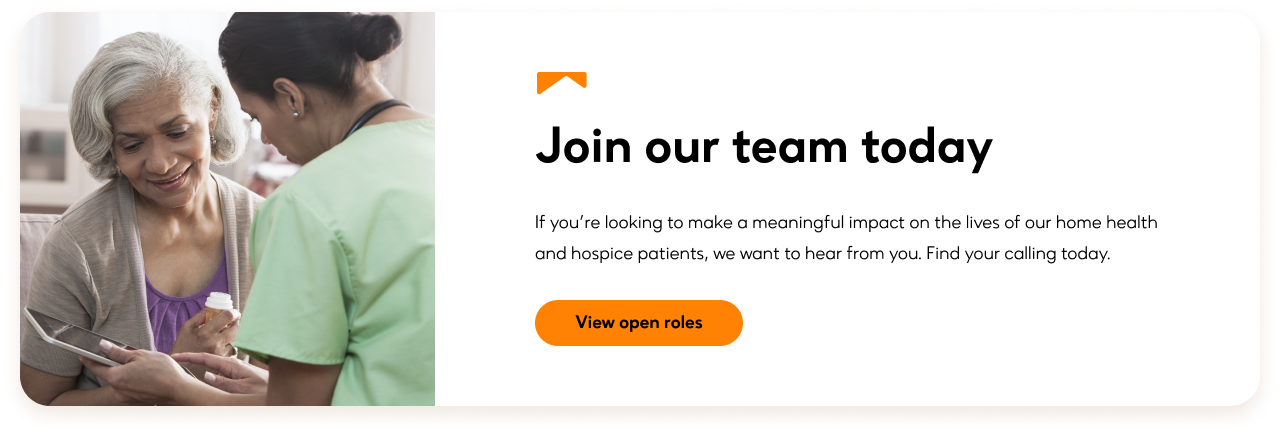 Join our team today
If you’re looking to make a meaningful impact on the lives of our home health
and hospice patients, we want to hear from you. Find your calling today.
View open roles